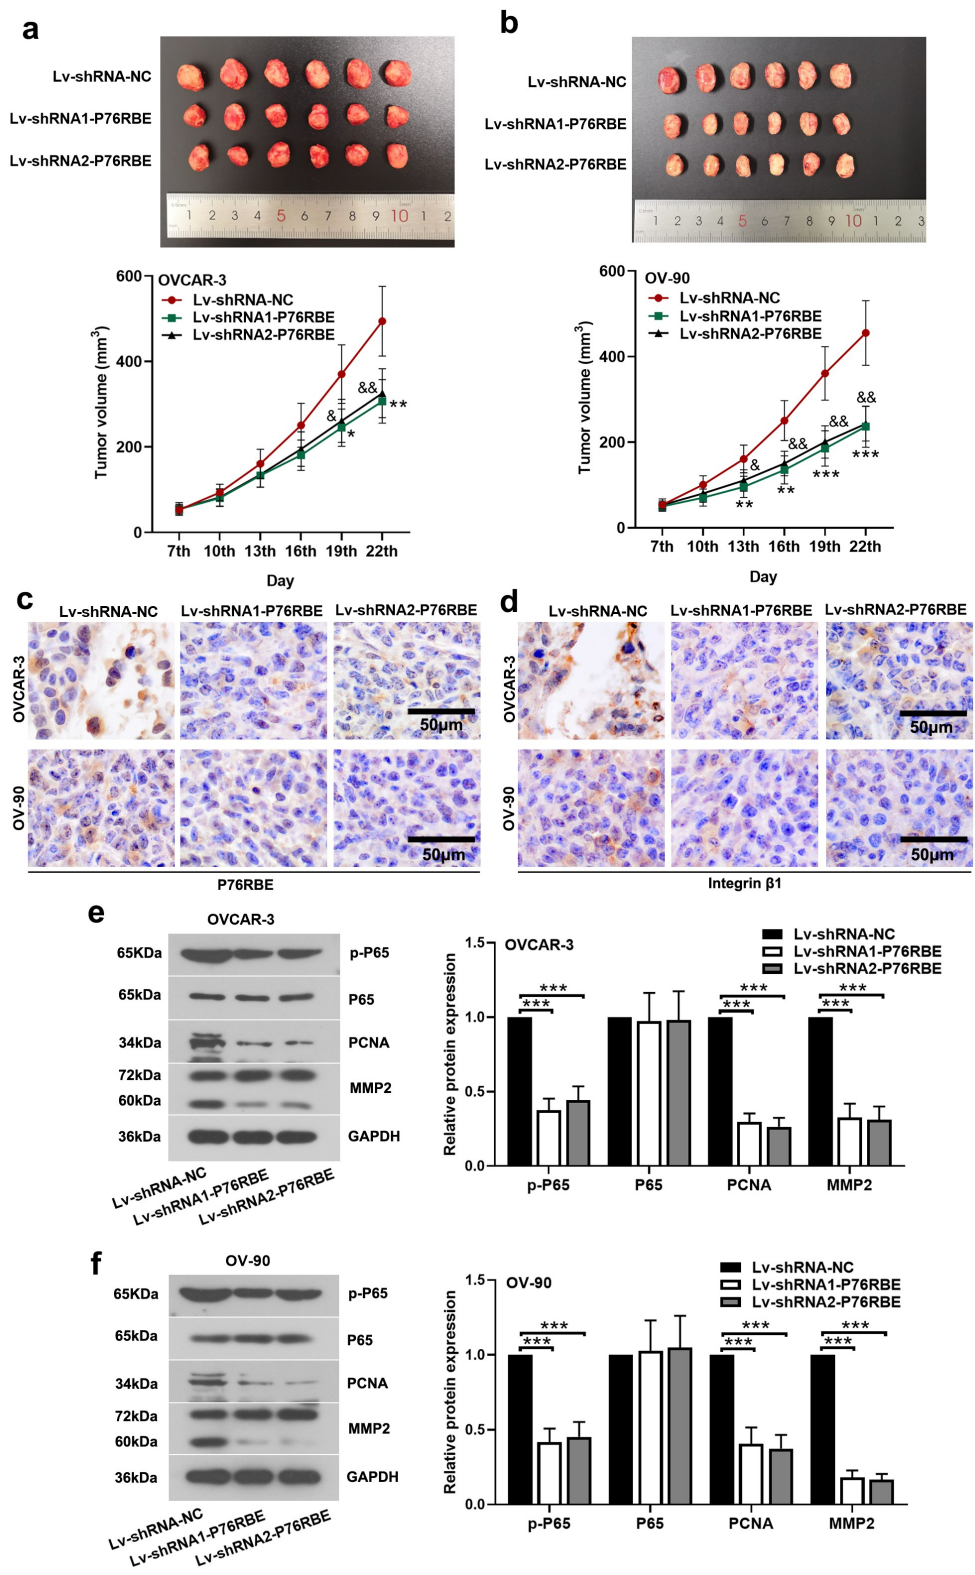 a
Lv-shRNA-NC
Lv-shRNA1-P76RBE
Lv-shRNA2-P76RBE
1 2 3 4 5 6 7 8 9 10 1 2
b
Lv-shRNA-NC
Lv-shRNA1-P76RBE
Lv-shRNA2-P76RBE
1 2 3 4 5 6 7 8 9 10 1 2 3
OVCAR-3
Lv-shRNA-NC
Lv-shRNA1-P76RBE
Lv-shRNA2-P76RBE
Tumor volume (mm³)
600
400
200
0
& &&
* **
7th 10th 13th 16th 19th 22th
Day
OV-90
Lv-shRNA-NC
Lv-shRNA1-P76RBE
Lv-shRNA2-P76RBE
Tumor volume (mm³)
600
400
200
0
& && && &&
** ** *** ***
7th 10th 13th 16th 19th 22th
Day
c
Lv-shRNA-NC Lv-shRNA1-P76RBE Lv-shRNA2-P76RBE
OVCAR-3
50μm
OV-90
50μm
P76RBE
d
Lv-shRNA-NC Lv-shRNA1-P76RBE Lv-shRNA2-P76RBE
OVCAR-3
50μm
OV-90
50μm
Integrin β1
e
OVCAR-3
65KDa p-P65
65kDa P65
34kDa PCNA
72kDa
MMP2
60kDa
36kDa GAPDH
Lv-shRNA-NC
Lv-shRNA1-P76RBE
Lv-shRNA2-P76RBE
OVCAR-3
Lv-shRNA-NC
Lv-shRNA1-P76RBE
Lv-shRNA2-P76RBE
Relative protein expression
1.5
1.0
0.5
0.0
*** *** ***
*** *** ***
p-P65 P65 PCNA MMP2
f
OV-90
65KDa p-P65
65kDa P65
34kDa PCNA
72kDa
MMP2
60kDa
36kDa GAPDH
Lv-shRNA-NC
Lv-shRNA1-P76RBE
Lv-shRNA2-P76RBE
OV-90
Lv-shRNA-NC
Lv-shRNA1-P76RBE
Lv-shRNA2-P76RBE
Relative protein expression
1.5
1.0
0.5
0.0
*** *** ***
*** *** ***
p-P65 P65 PCNA MMP2